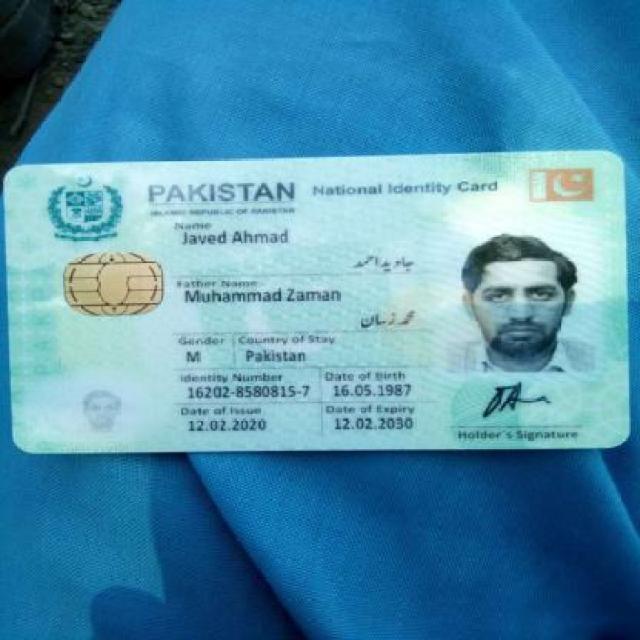 PAKISTAN National Identity Card
ISLAMIC REPUBLIC OF PAKISTAN
Name
Javed Ahmad
جاوید احمد
Father Name
Muhammad Zaman
محمد زمان
Gender Country of Stay
M Pakistan
Identity Number Date of Birth
16202-8580815-7 16.05.1987
Date of Issue Date of Expiry
12.02.2020 12.02.2030
Holder's Signature